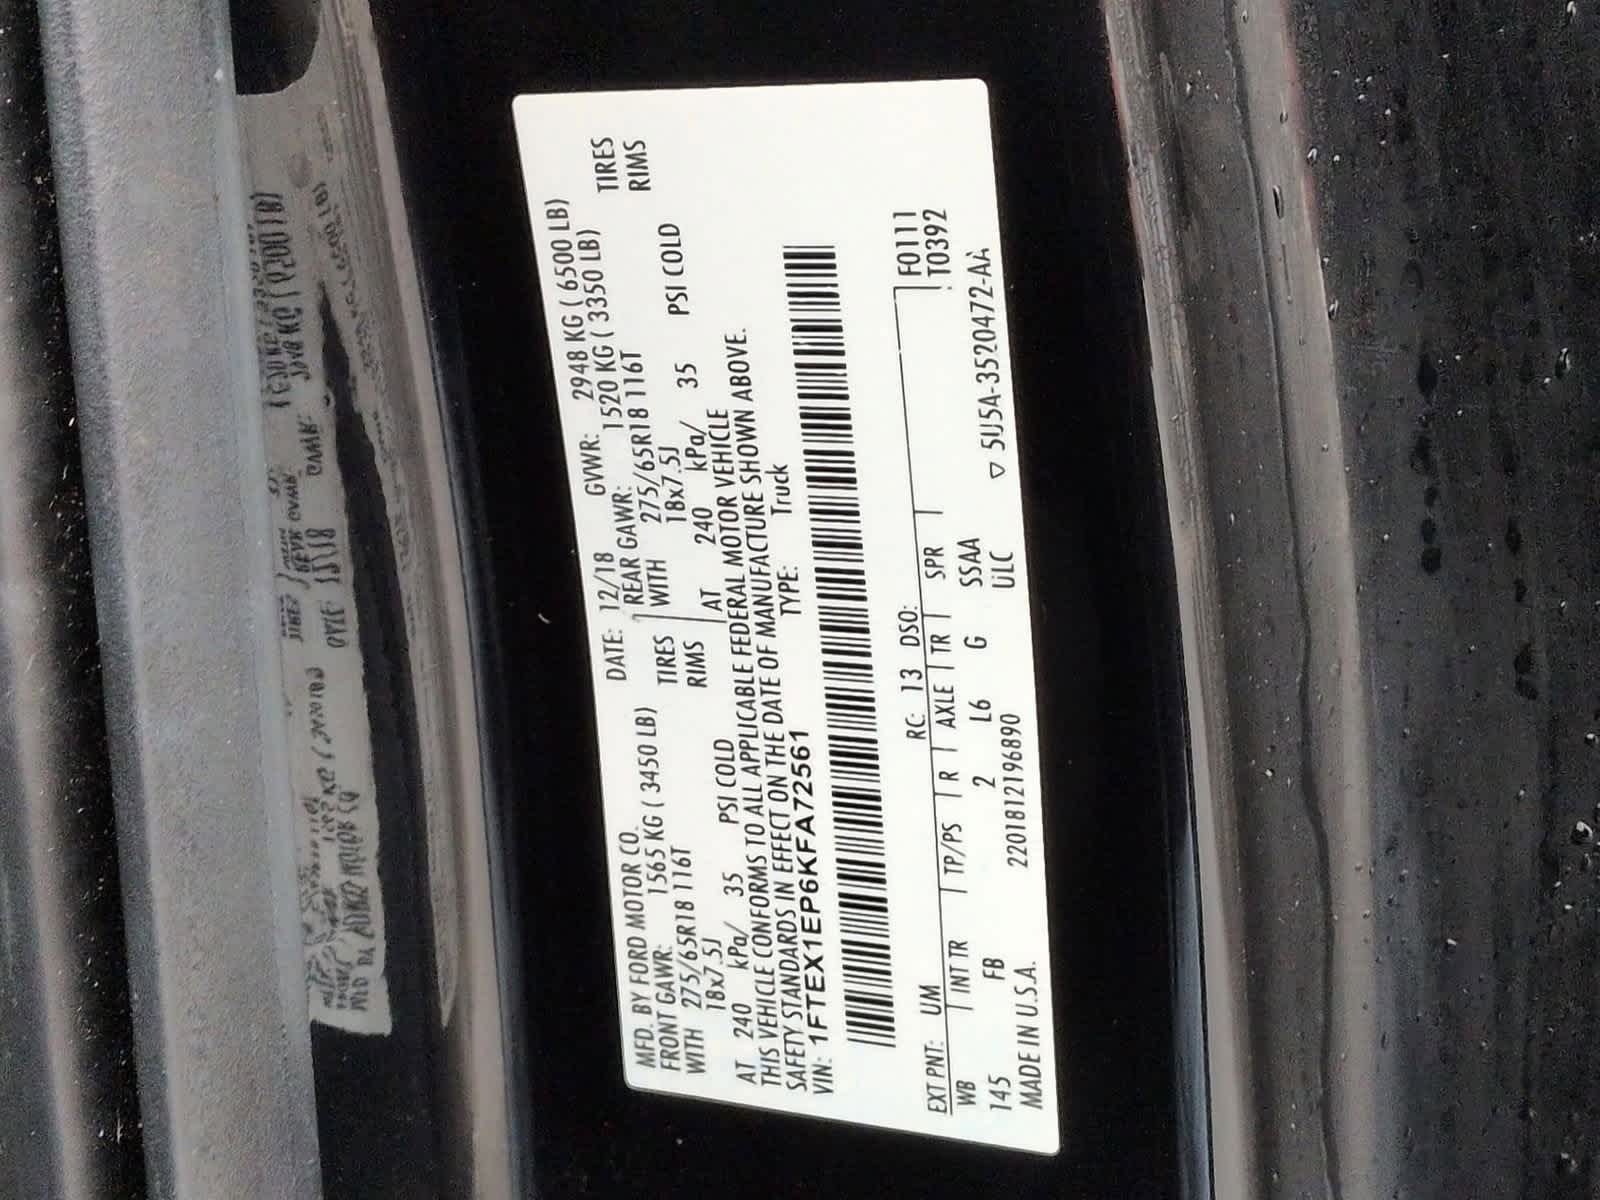 MFD. BY FORD MOTOR CO. DATE: 12/18 GVWR: 2948 KG ( 6500 LB)
FRONT GAWR: 1565 KG ( 3450 LB) REAR GAWR: 1520 KG ( 3350 LB)
WITH 275/65R18 116T TIRES WITH 275/65R18 116T TIRES
18x7.5J RIMS 18x7.5J RIMS
AT 240 kPa/ 35 PSI COLD AT 240 kPa/ 35 PSI COLD
THIS VEHICLE CONFORMS TO ALL APPLICABLE FEDERAL MOTOR VEHICLE
SAFETY STANDARDS IN EFFECT ON THE DATE OF MANUFACTURE SHOWN ABOVE.
VIN: 1FTEX1EP6KFA72561 TYPE: Truck
EXT PNT: UM RC: 13 DSO: F0111
WB INT TR TP/PS R AXLE TR SPR T0392
145 FB 2 L6 G SSAA
MADE IN U.S.A. 2201812196890 ULC ▽ 5U5A-3520472-AA